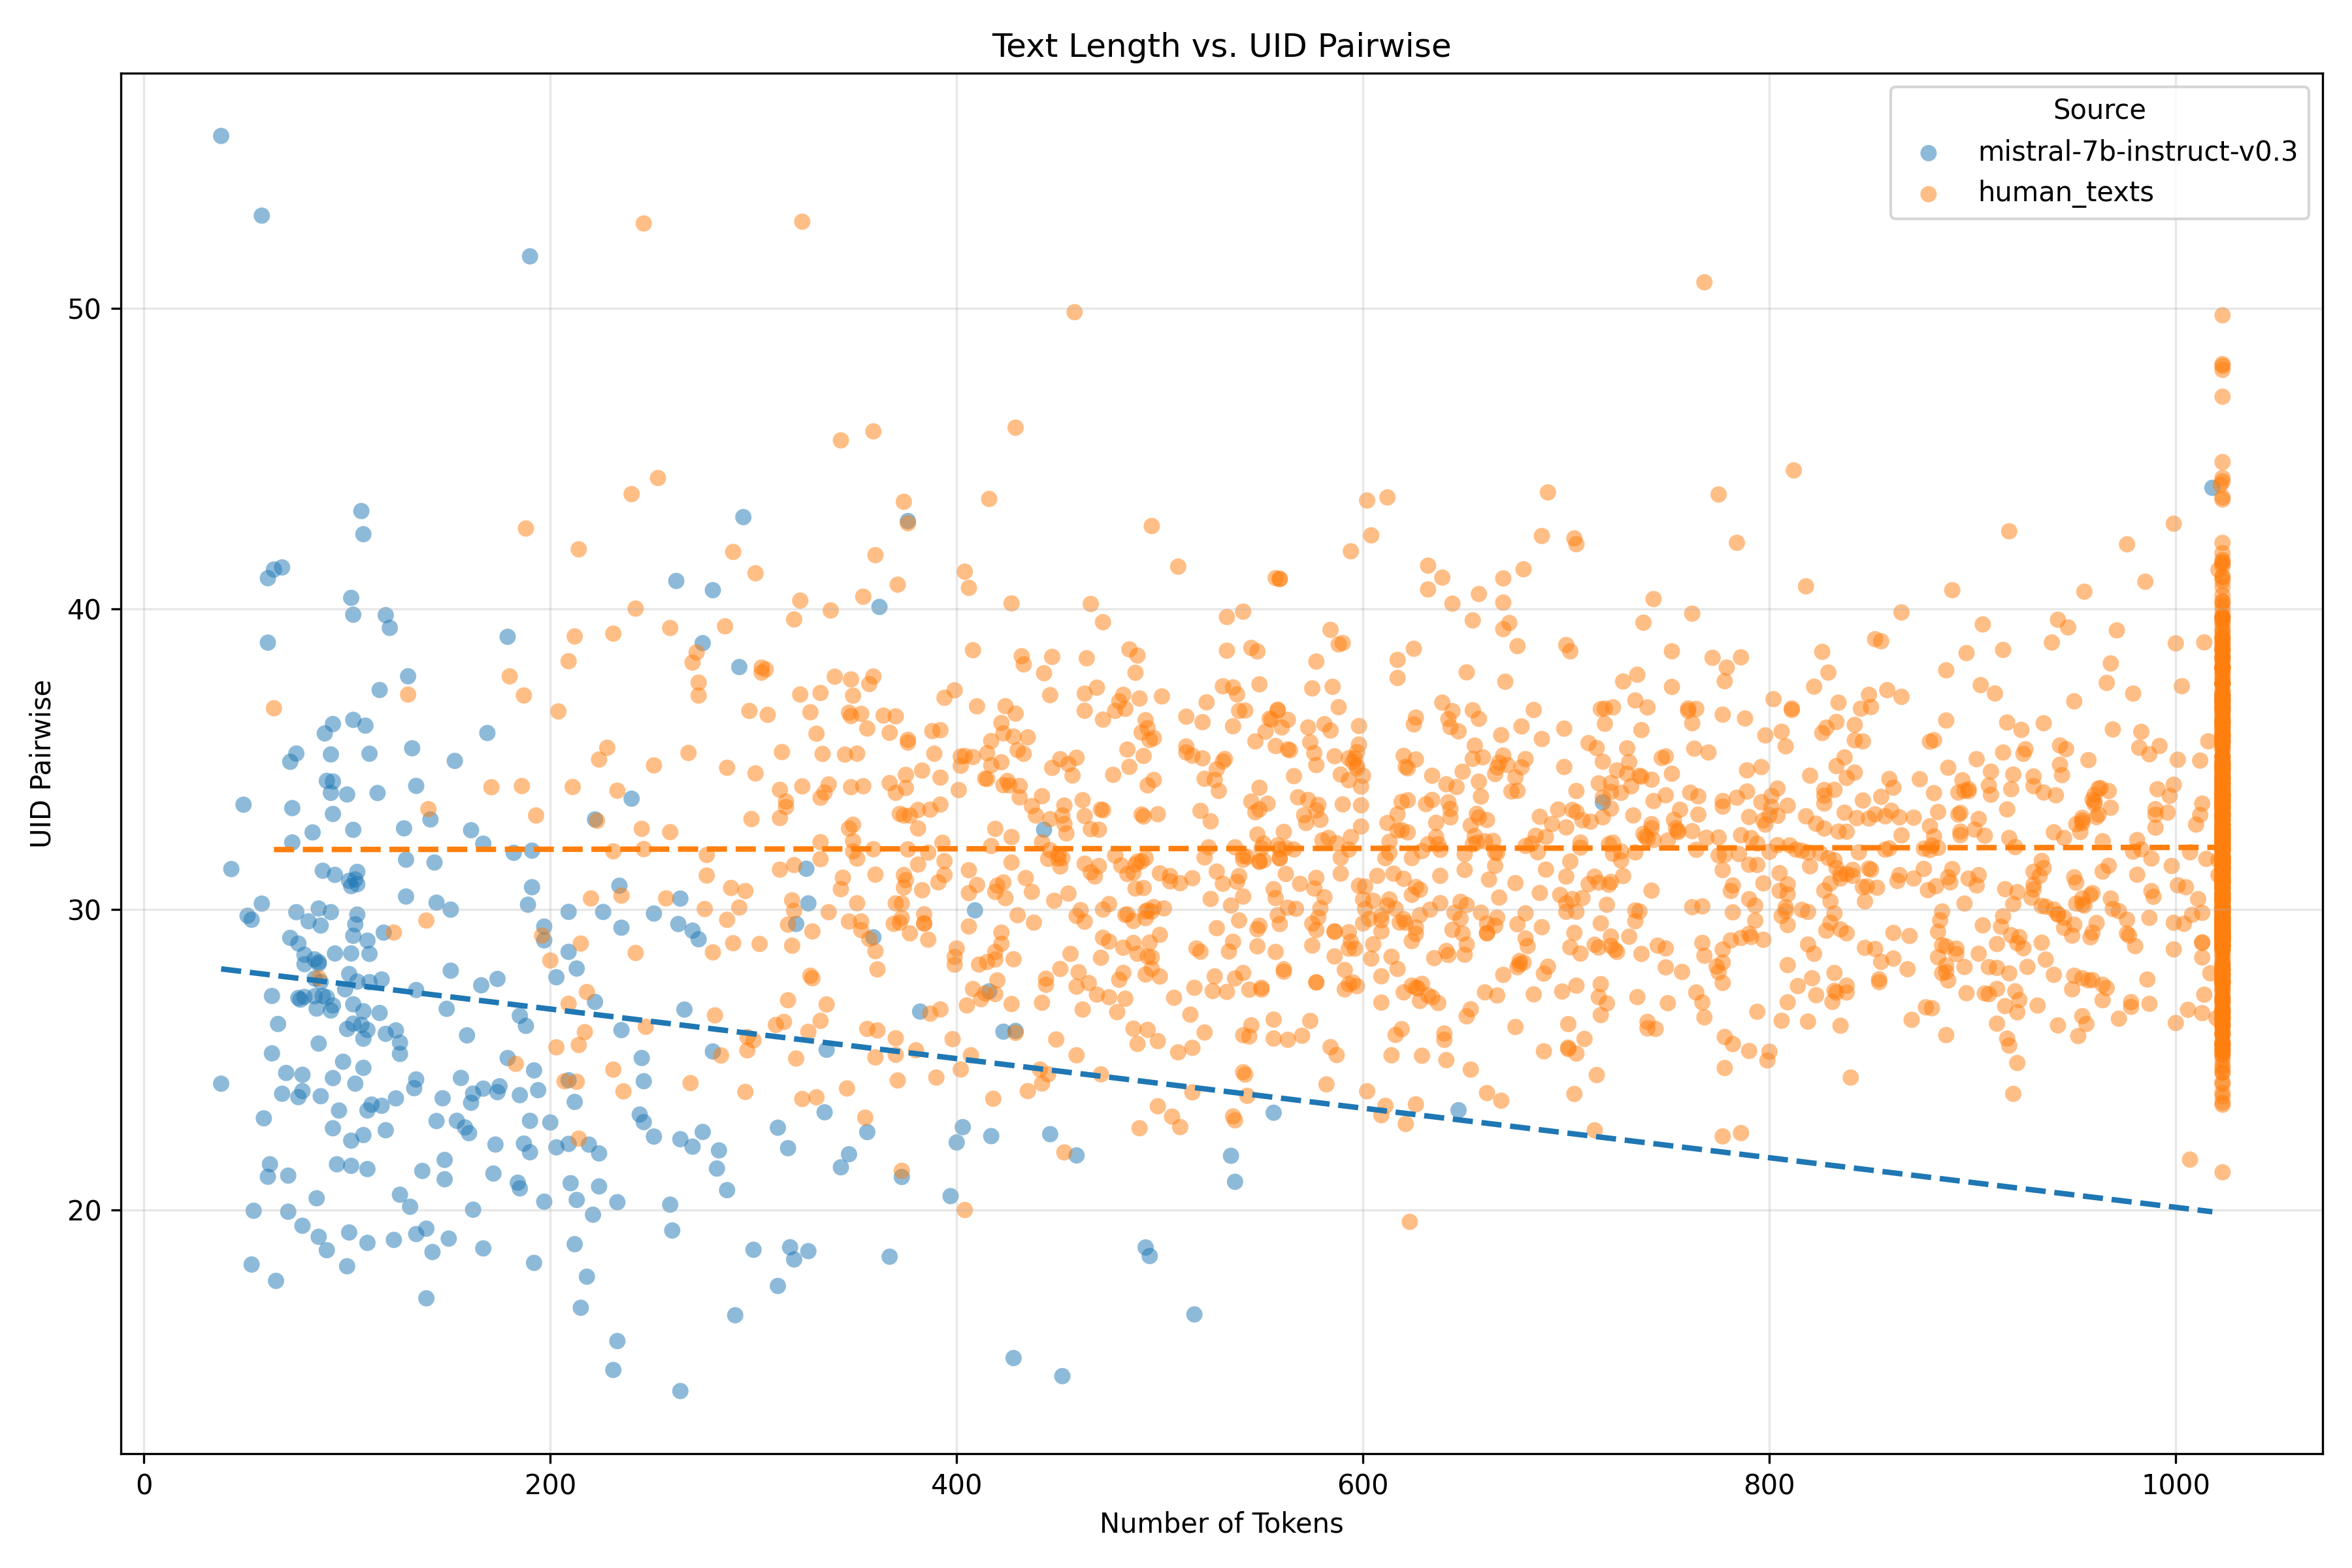 Text Length vs. UID Pairwise
Source
mistral-7b-instruct-v0.3
human_texts
UID Pairwise
50
40
30
20
0
200
400
600
800
1000
Number of Tokens